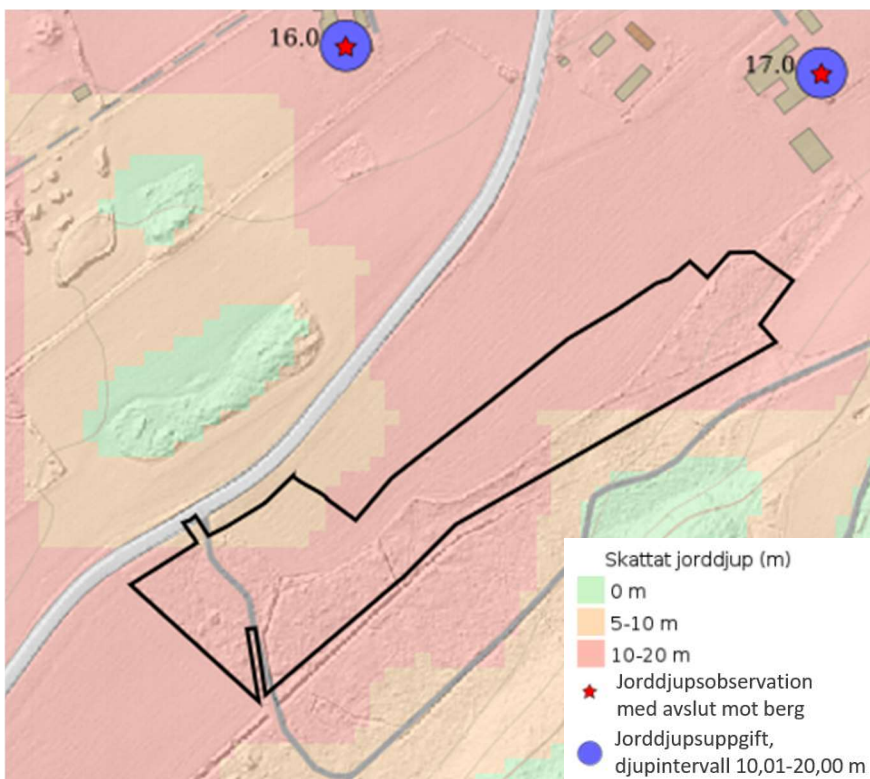 16.0
17.0
Skattat jorddjup (m)
0 m
5-10 m
10-20 m
Jorddjupsobservation
med avslut mot berg
Jorddjupsuppgift,
djupintervall 10,01-20,00 m